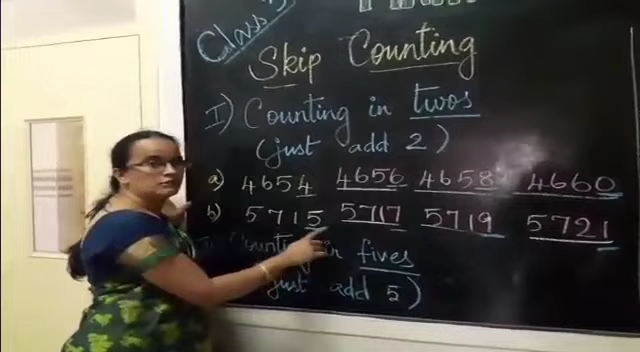 Class
Skip Counting
I) Counting in twos
(just add 2)
a) 4654 4656 4658 4660
b) 5715 5717 5719 5721
Counting in fives
just add 5)